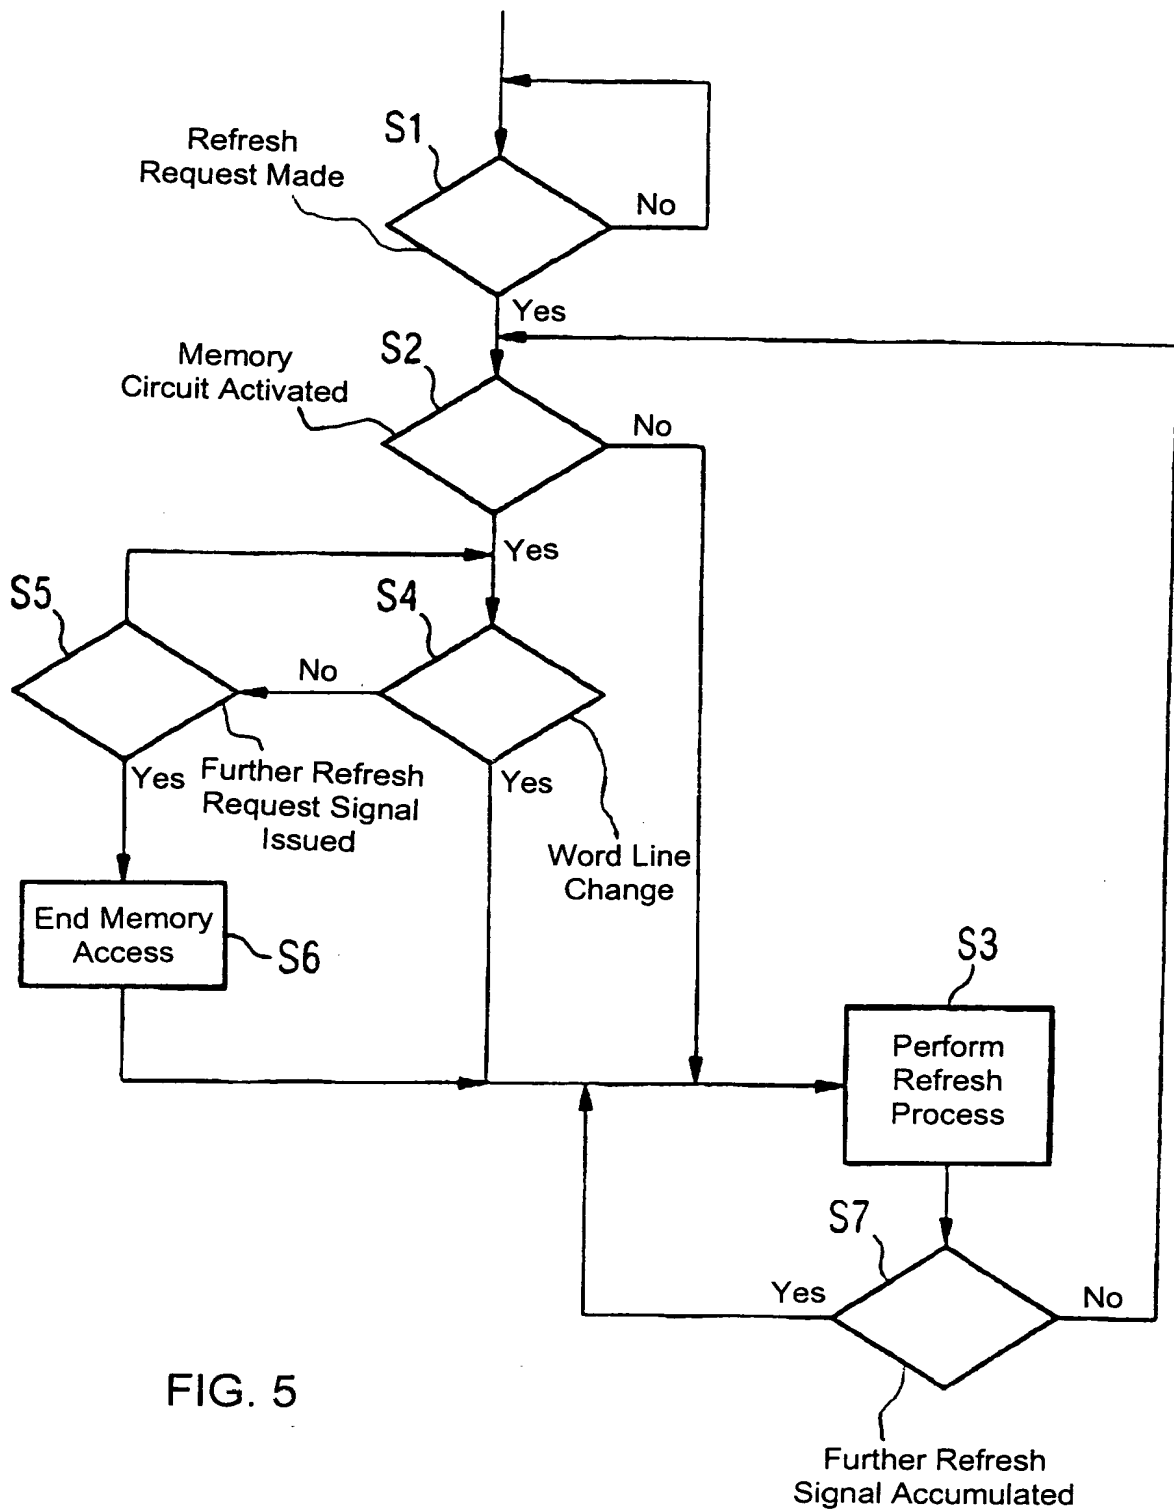 S1
Refresh
Request Made
No
Yes
S2
Memory
Circuit Activated
No
Yes
S5
S4
No
Yes
Further Refresh
Request Signal
Issued
Yes
Word Line
Change
End Memory
Access
S6
S3
Perform
Refresh
Process
S7
Yes
No
FIG. 5
Further Refresh
Signal Accumulated